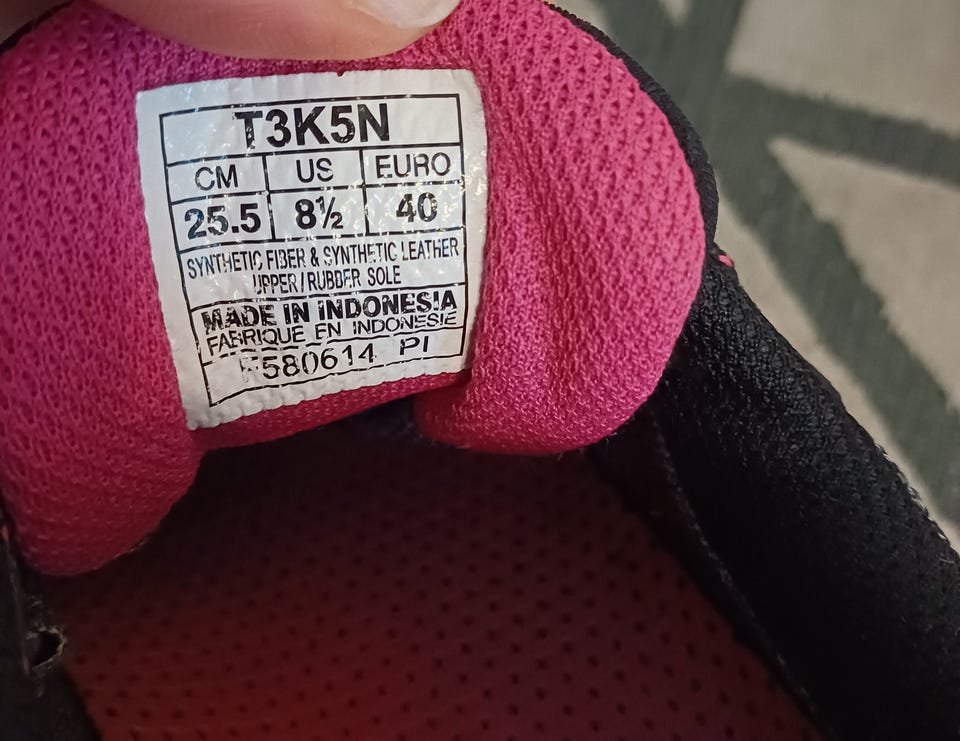 T3K5N
CM US EURO
25.5 8½ 40
SYNTHETIC FIBER & SYNTHETIC LEATHER
UPPER / RUBBER SOLE
MADE IN INDONESIA
FABRIQUE EN INDONESIE
F580614 PI